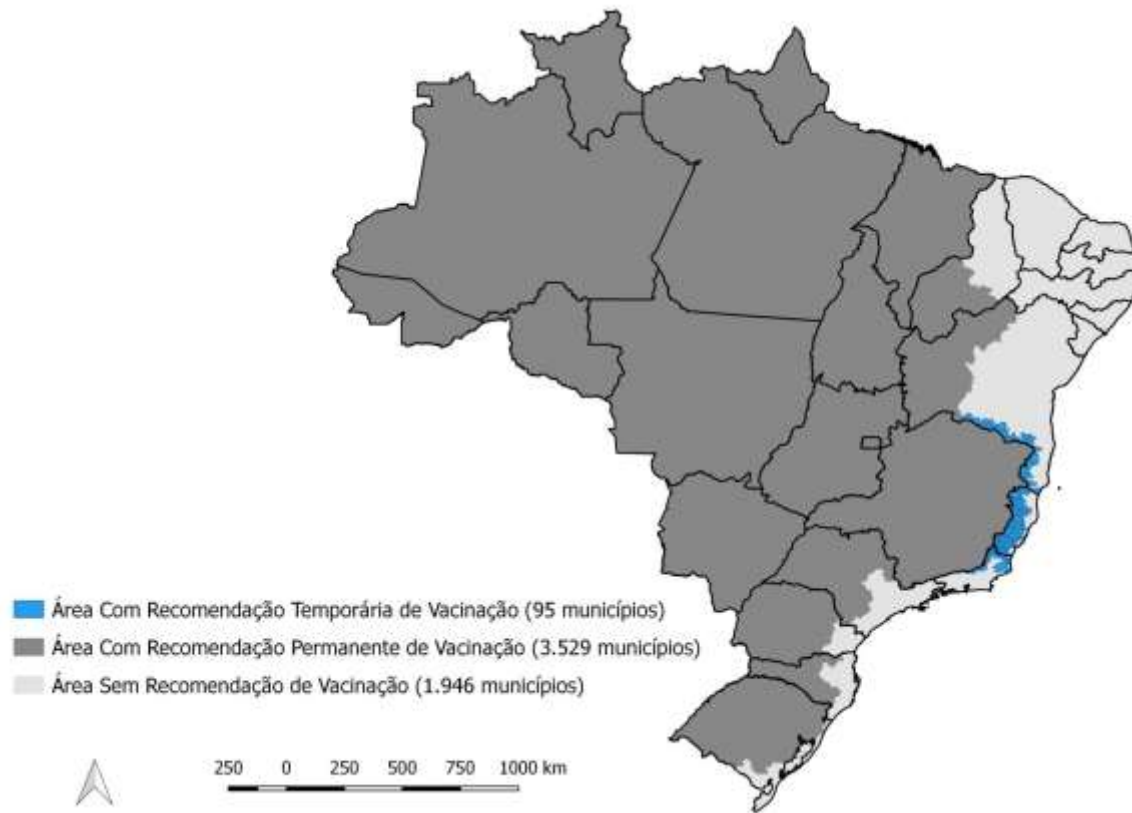 Área Com Recomendação Temporária de Vacinação (95 municípios)
Área Com Recomendação Permanente de Vacinação (3.529 municípios)
Área Sem Recomendação de Vacinação (1.946 municípios)
250 0 250 500 750 1000 km